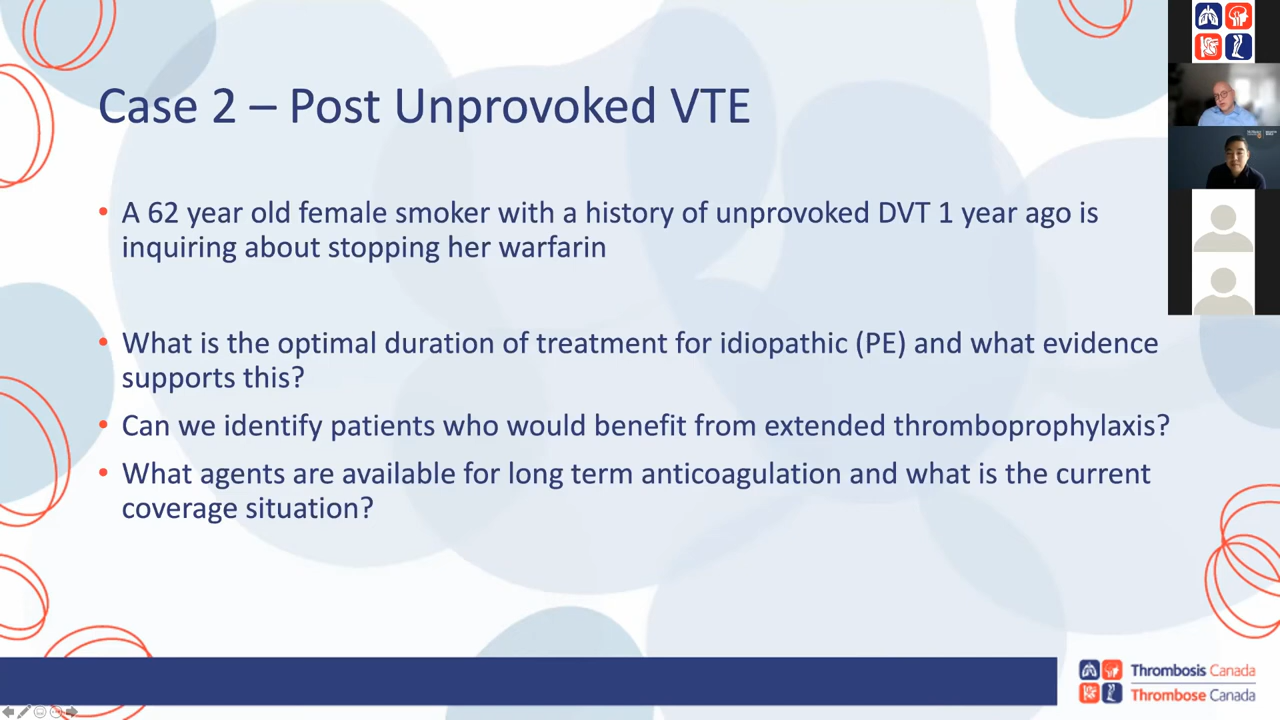 Case 2 – Post Unprovoked VTE
• A 62 year old female smoker with a history of unprovoked DVT 1 year ago is
inquiring about stopping her warfarin
• What is the optimal duration of treatment for idiopathic (PE) and what evidence
supports this?
• Can we identify patients who would benefit from extended thromboprophylaxis?
• What agents are available for long term anticoagulation and what is the current
coverage situation?
Thrombosis Canada
Thrombose Canada